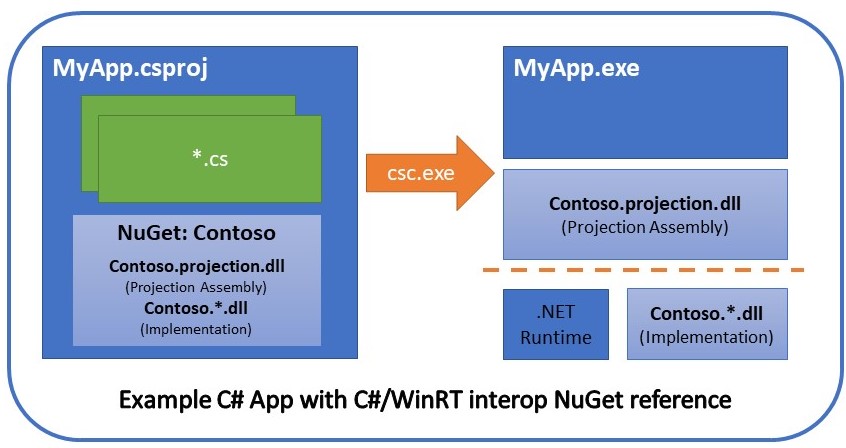 MyApp.csproj
*.cs
NuGet: Contoso
Contoso.projection.dll
(Projection Assembly)
Contoso.*.dll
(Implementation)
csc.exe
MyApp.exe
Contoso.projection.dll
(Projection Assembly)
.NET
Runtime
Contoso.*.dll
(Implementation)
Example C# App with C#/WinRT interop NuGet reference